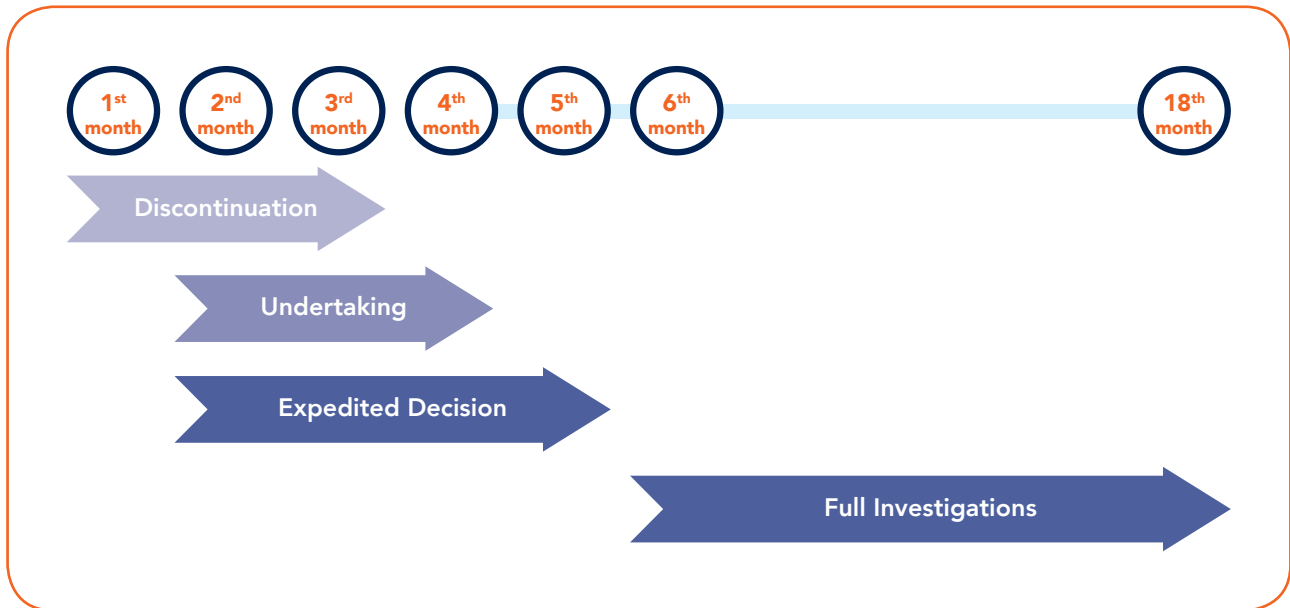 1st month
2nd month
3rd month
4th month
5th month
6th month
18th month
Discontinuation
Undertaking
Expedited Decision
Full Investigations